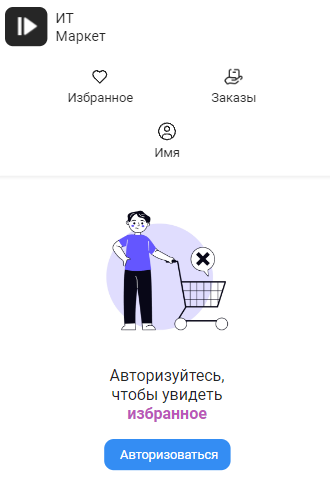 ИТ
Маркет
Избранное
Заказы
Имя
Авторизуйтесь,
чтобы увидеть
избранное
Авторизоваться